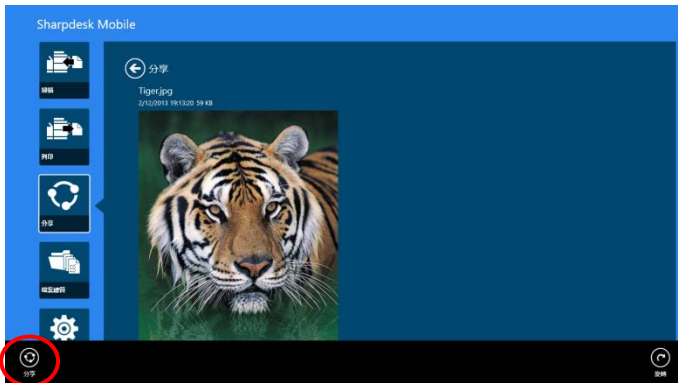 Sharpdesk Mobile
掃描
列印
分享
檔案總管
分享
Tiger.jpg
2/12/2013 19:13:20 59 KB
分享
旋轉